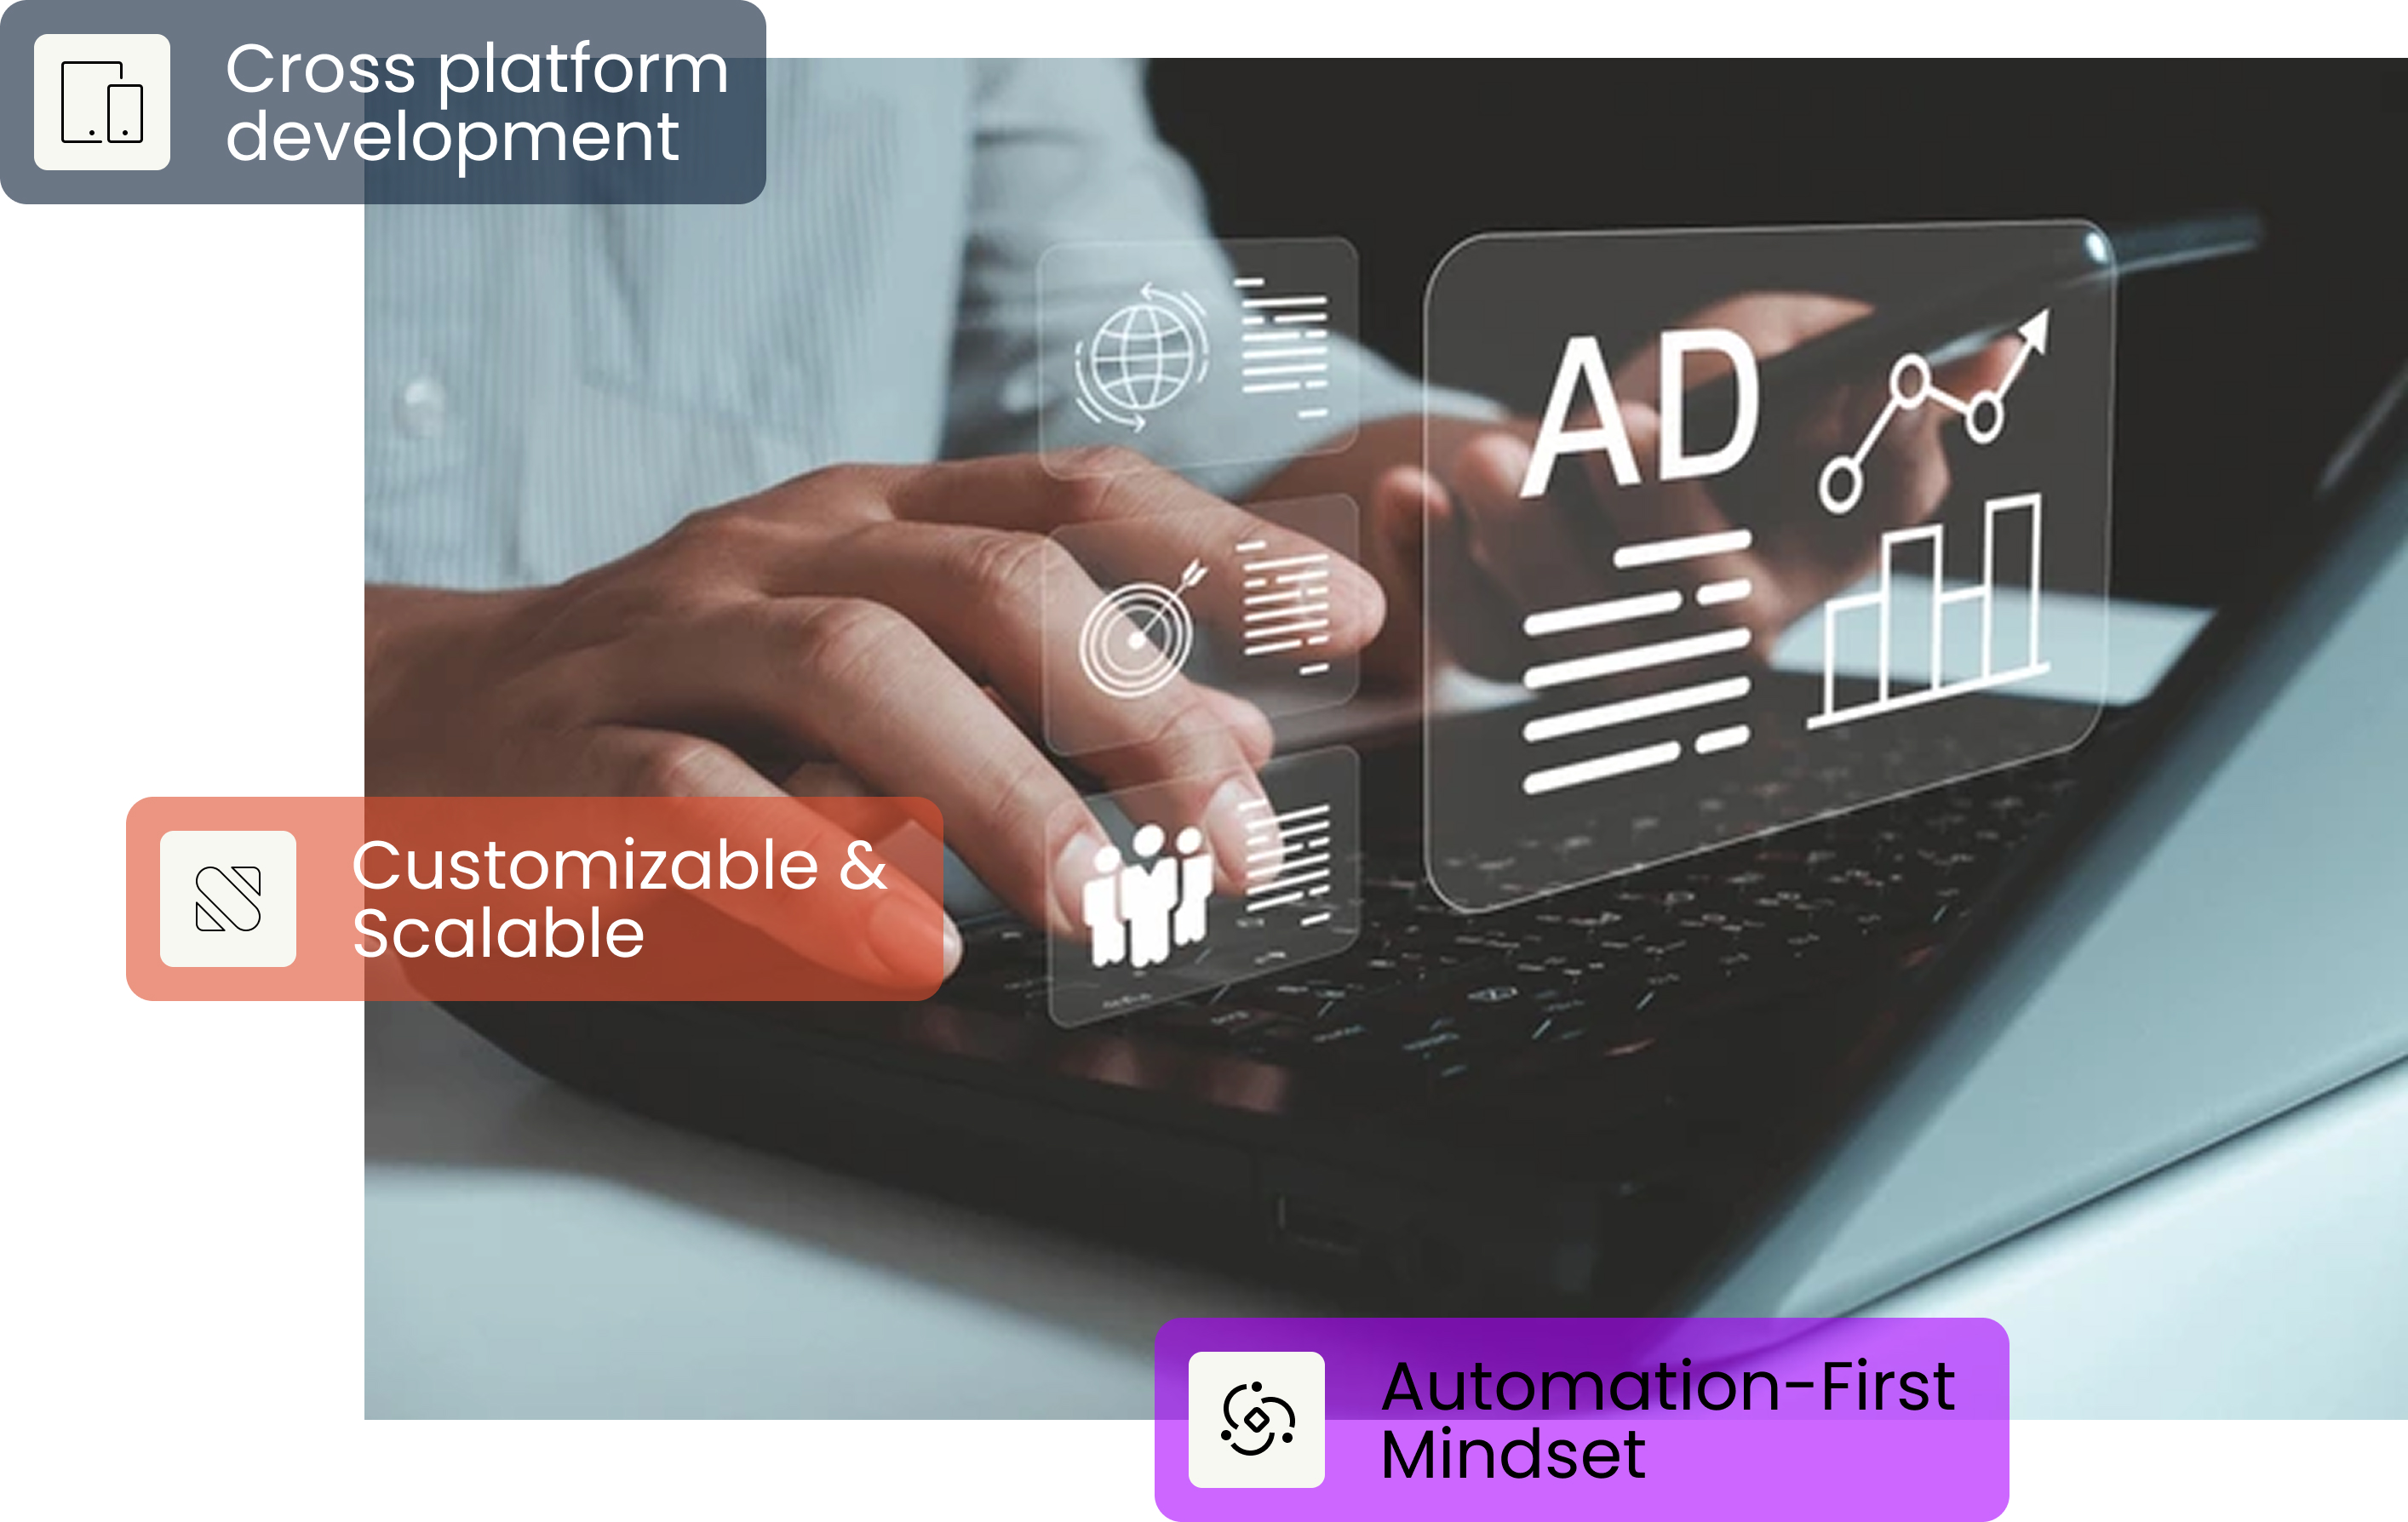 Cross platform
development
AD
Customizable &
Scalable
Automation-First
Mindset